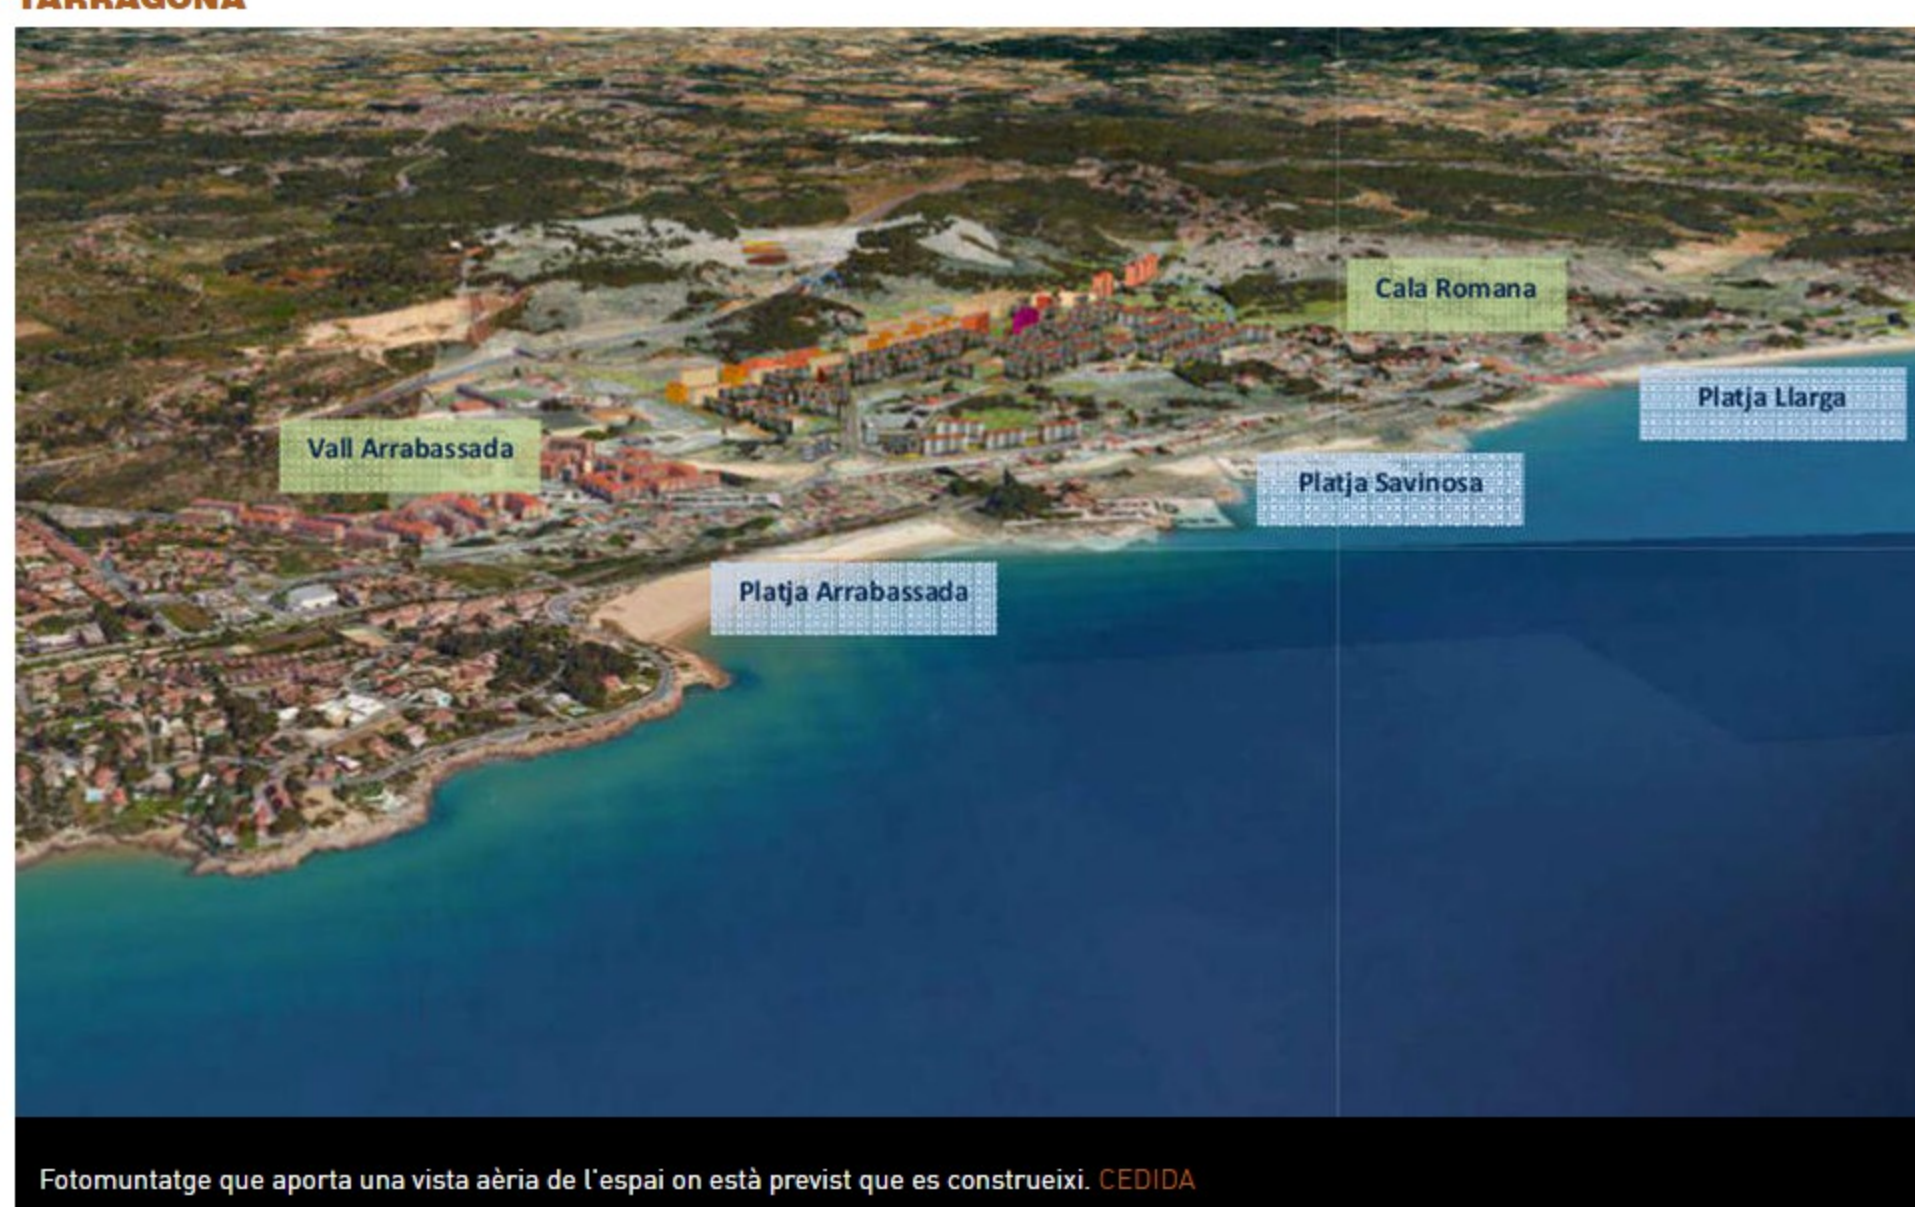 TARRAGONA
Cala Romana
Platja Llarga
Vall Arrabassada
Platja Savinosa
Platja Arrabassada
Fotomuntatge que aporta una vista aèria de l'espai on està previst que es construeixi. CEDIDA